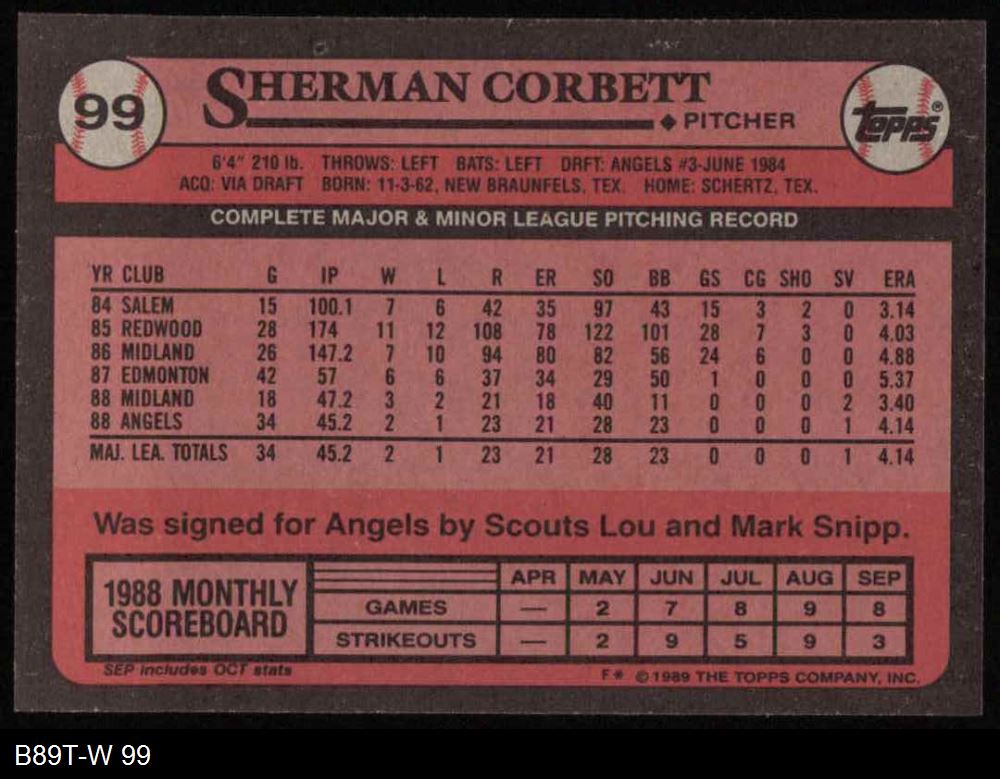 99
SHERMAN CORBETT
◆ PITCHER
TOPPS®
6'4" 210 lb. THROWS: LEFT BATS: LEFT DRFT: ANGELS #3-JUNE 1984
ACQ: VIA DRAFT BORN: 11-3-62, NEW BRAUNFELS, TEX. HOME: SCHERTZ, TEX.
COMPLETE MAJOR & MINOR LEAGUE PITCHING RECORD
YR CLUB G IP W L R ER SO BB GS CG SHO SV ERA
84 SALEM 15 100.1 7 6 42 35 97 43 15 3 2 0 3.14
85 REDWOOD 28 174 11 12 108 78 122 101 28 7 3 0 4.03
86 MIDLAND 26 147.2 7 10 94 80 82 56 24 6 0 0 4.88
87 EDMONTON 42 57 6 6 37 34 29 50 1 0 0 0 5.37
88 MIDLAND 18 47.2 3 2 21 18 40 11 0 0 0 2 3.40
88 ANGELS 34 45.2 2 1 23 21 28 23 0 0 0 1 4.14
MAJ. LEA. TOTALS 34 45.2 2 1 23 21 28 23 0 0 0 1 4.14
Was signed for Angels by Scouts Lou and Mark Snipp.
1988 MONTHLY
SCOREBOARD
APR MAY JUN JUL AUG SEP
GAMES — 2 7 8 9 8
STRIKEOUTS — 2 9 5 9 3
SEP includes OCT stats
F* © 1989 THE TOPPS COMPANY, INC.
B89T-W 99